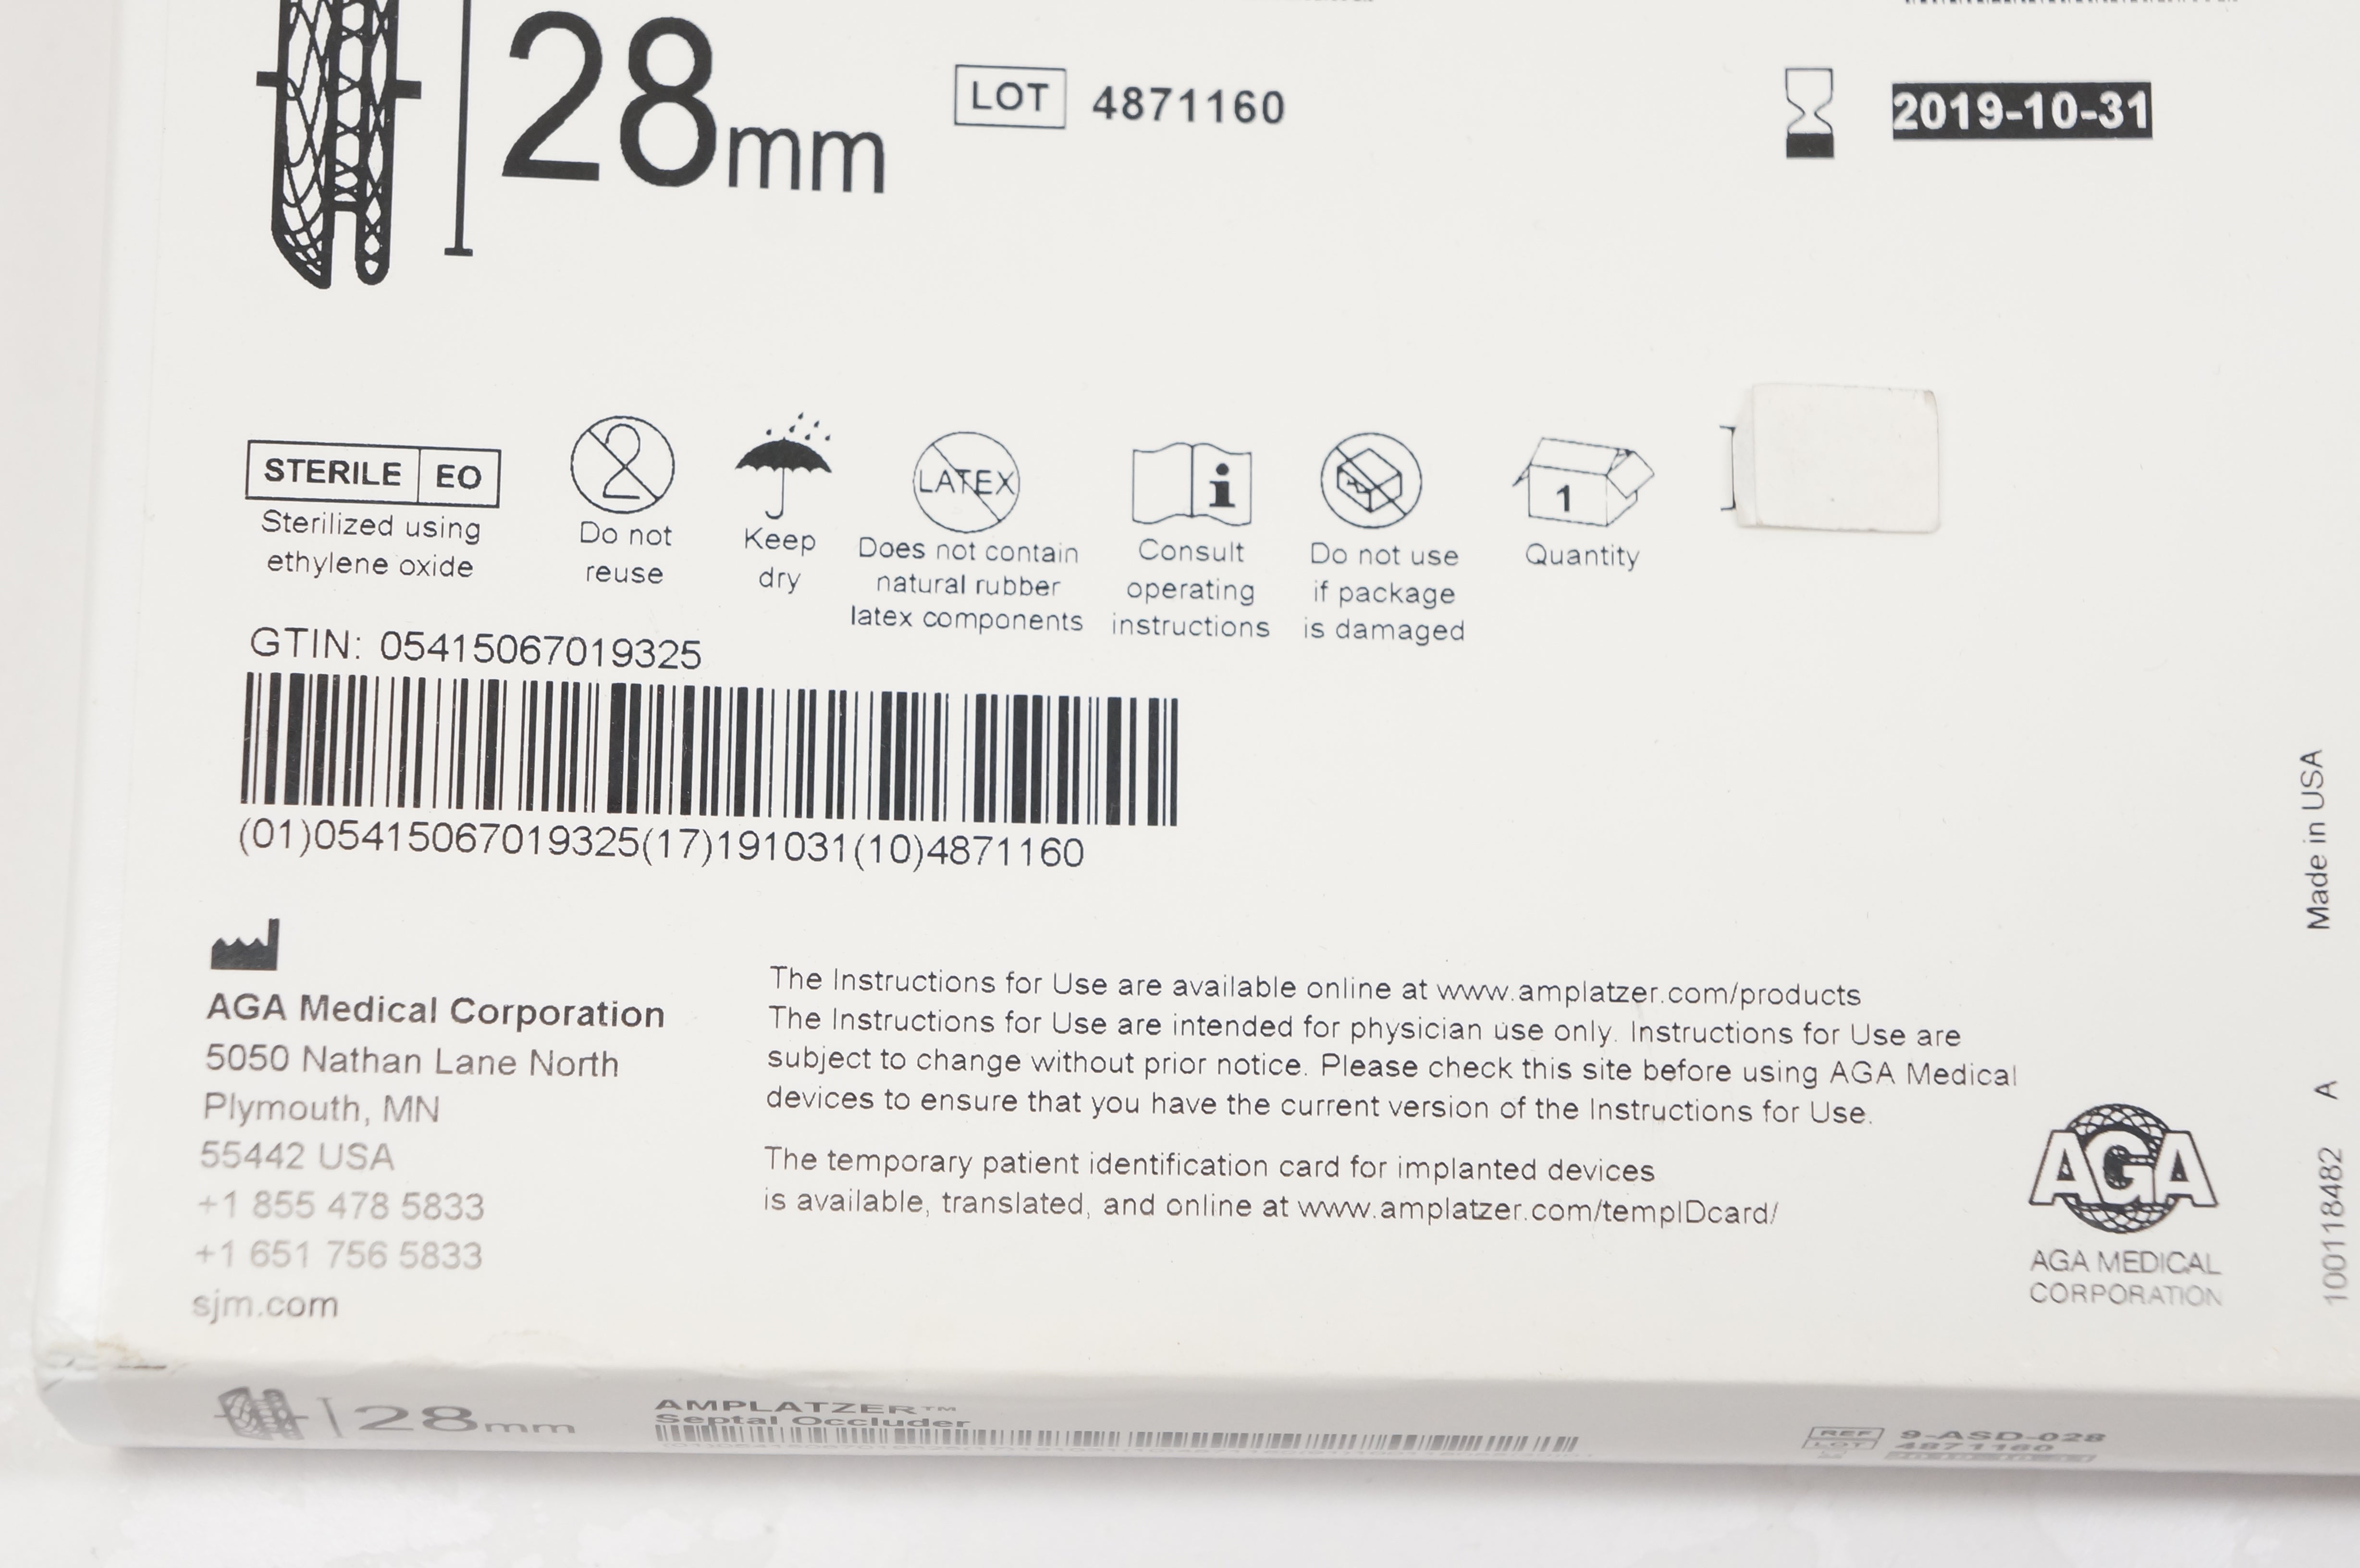 28mm
LOT 4871160
2019-10-31
STERILE EO
Sterilized using
ethylene oxide
2
Do not
reuse
Keep
dry
LATEX
Does not contain
natural rubber
latex components
i
Consult
operating
instructions
Do not use
if package
is damaged
1
Quantity
GTIN: 05415067019325
(01)05415067019325(17)191031(10)4871160
AGA Medical Corporation
5050 Nathan Lane North
Plymouth, MN
55442 USA
+1 855 478 5833
+1 651 756 5833
sjm.com
The Instructions for Use are available online at www.amplatzer.com/products
The Instructions for Use are intended for physician use only. Instructions for Use are
subject to change without prior notice. Please check this site before using AGA Medical
devices to ensure that you have the current version of the Instructions for Use.
The temporary patient identification card for implanted devices
is available, translated, and online at www.amplatzer.com/tempIDcard/
AGA
AGA MEDICAL
CORPORATION
Made in USA
A
100118482
28mm
AMPLATZER™
Septal Occluder
REF 9-ASD-028
LOT 4871160